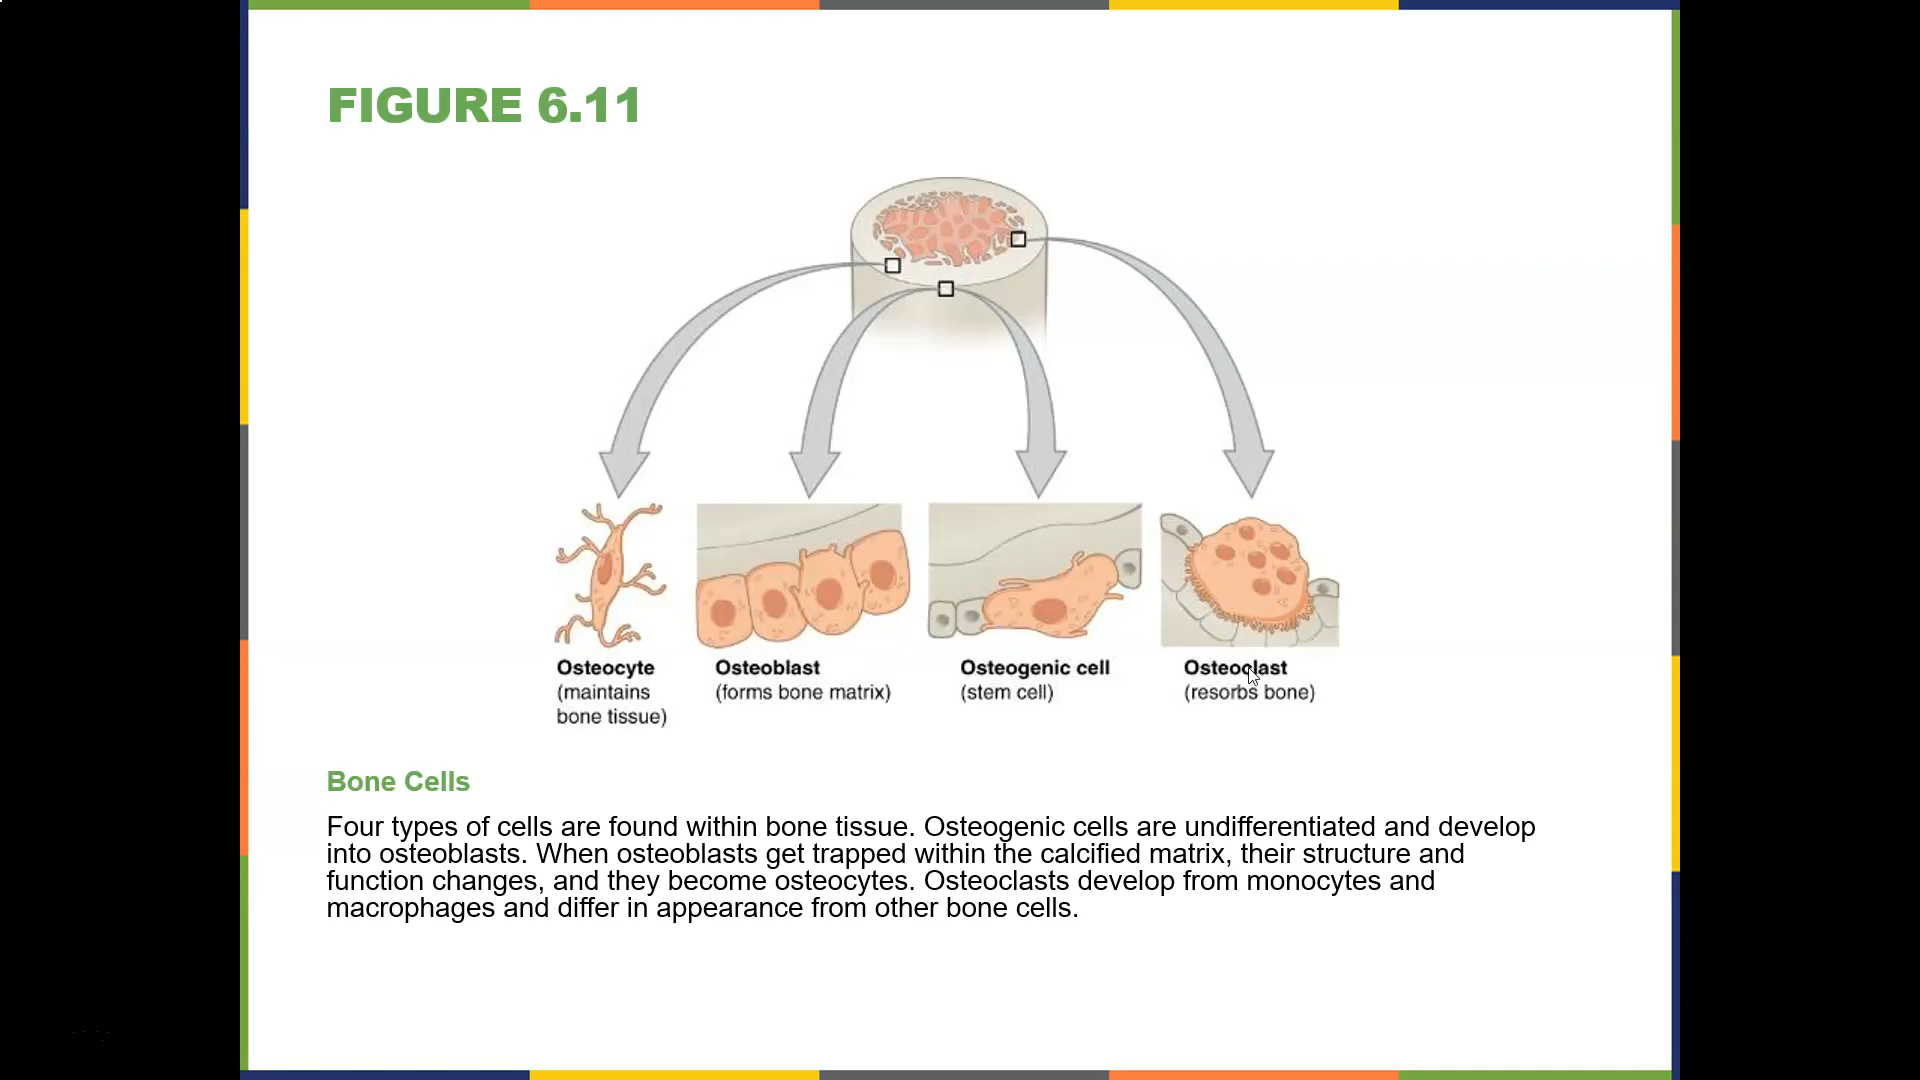 FIGURE 6.11
Osteocyte
(maintains
bone tissue)
Osteoblast
(forms bone matrix)
Osteogenic cell
(stem cell)
Osteoclast
(resorbs bone)
Bone Cells
Four types of cells are found within bone tissue. Osteogenic cells are undifferentiated and develop
into osteoblasts. When osteoblasts get trapped within the calcified matrix, their structure and
function changes, and they become osteocytes. Osteoclasts develop from monocytes and
macrophages and differ in appearance from other bone cells.